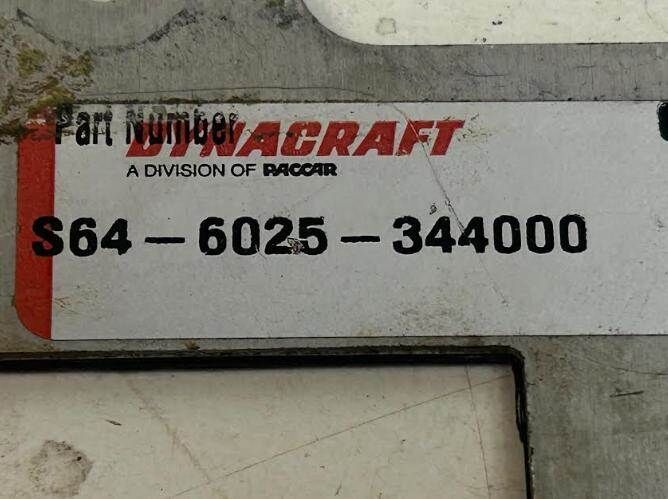 Part Number
DYNACRAFT
A DIVISION OF PACCAR
S64-6025-344000